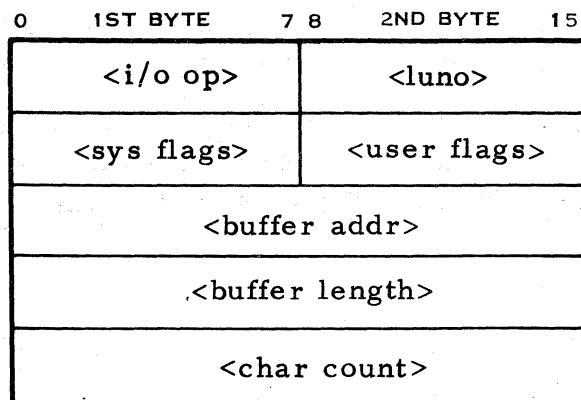 0 1ST BYTE 7 8 2ND BYTE 15
<i/o op> <luno>
<sys flags> <user flags>
<buffer addr>
<buffer length>
<char count>